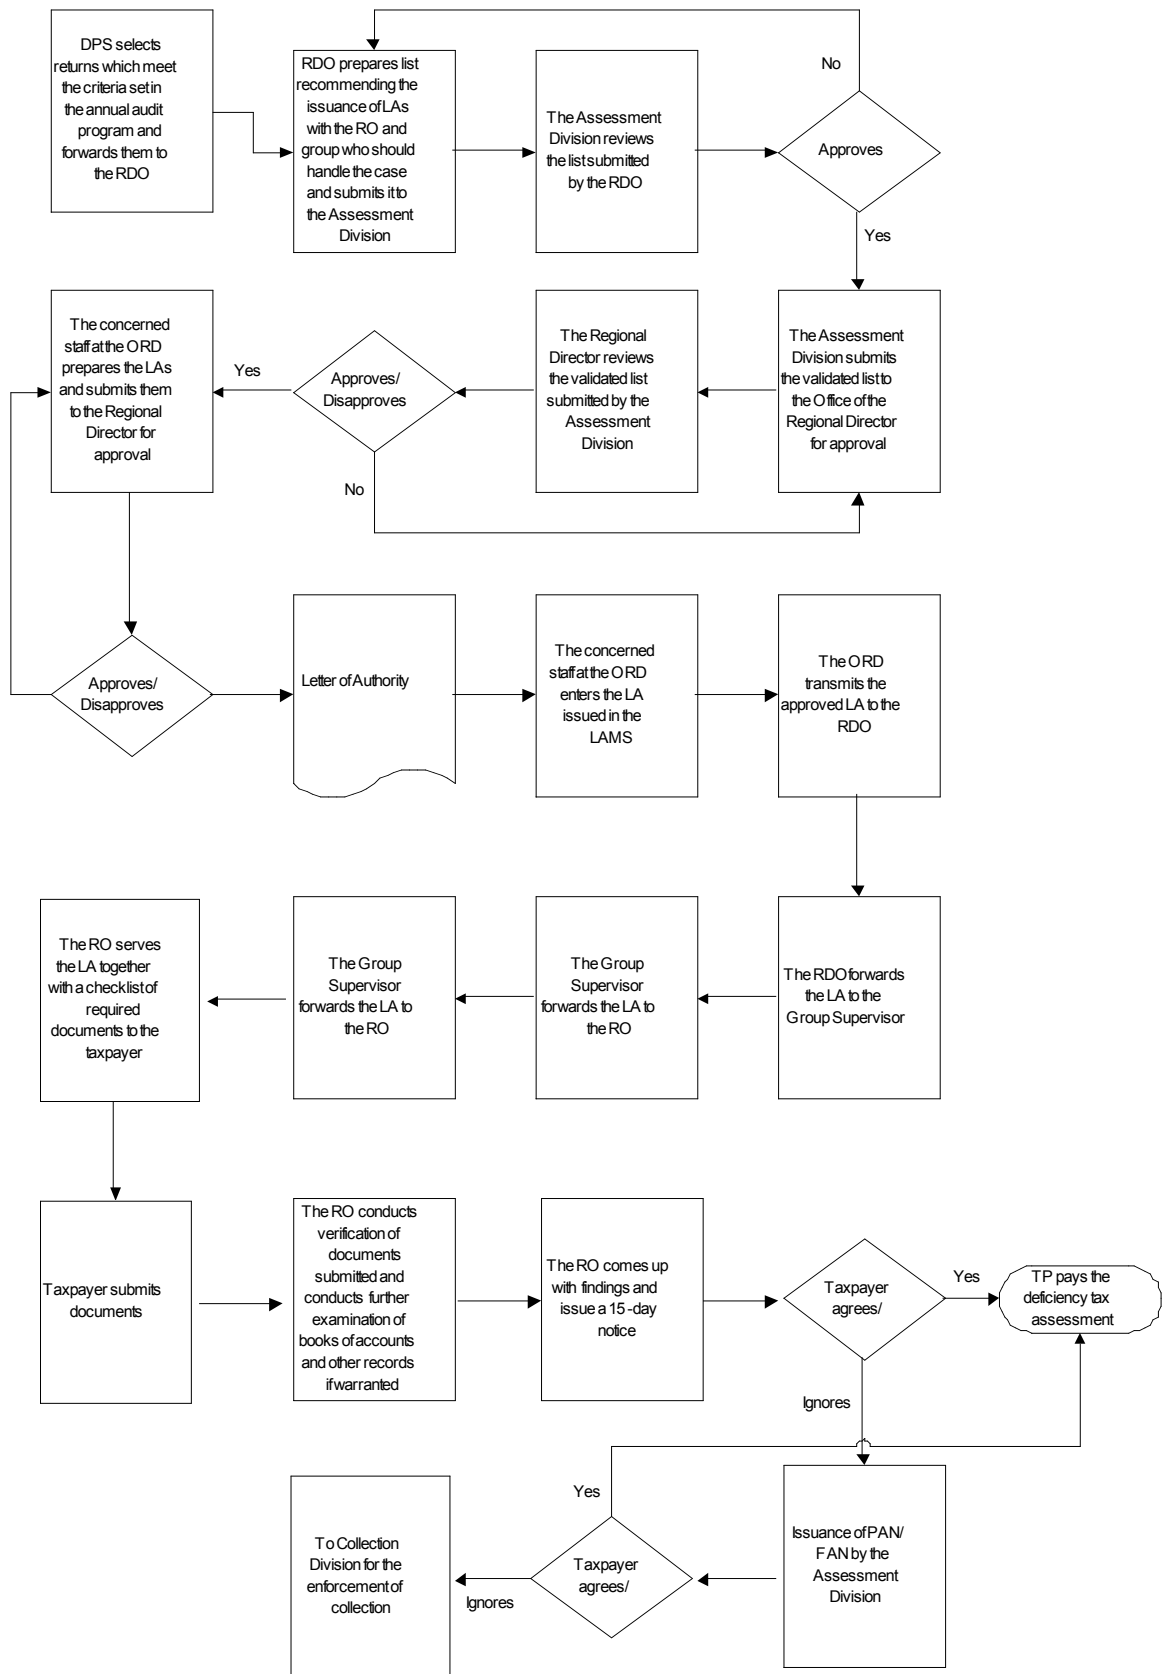 DPS selects
returns which meet
the criteria set in
the annual audit
program and
forwards them to
the RDO
RDO prepares list
recommending the
issuance of LAs
with the RO and
group who should
handle the case
and submits it to
the Assessment
Division
The Assessment
Division reviews
the list submitted
by the RDO
No
Approves
Yes
The concerned
staff at the ORD
prepares the LAs
and submits them
to the Regional
Director for
approval
Yes
Approves/
Disapproves
No
The Regional
Director reviews
the validated list
submitted by the
Assessment
Division
The Assessment
Division submits
the validated list to
the Office of the
Regional Director
for approval
Approves/
Disapproves
Letter of Authority
The concerned
staff at the ORD
enters the LA
issued in the
LAMS
The ORD
transmits the
approved LA to the
RDO
The RO serves
the LA together
with a checklist of
required
documents to the
taxpayer
The Group
Supervisor
forwards the LA to
the RO
The Group
Supervisor
forwards the LA to
the RO
The RDO forwards
the LA to the
Group Supervisor
Taxpayer submits
documents
The RO conducts
verification of
documents
submitted and
conducts further
examination of
books of accounts
and other records
if warranted
The RO comes up
with findings and
issue a 15 -day
notice
Taxpayer
agrees/
Yes
TP pays the
deficiency tax
assessment
Ignores
To Collection
Division for the
enforcement of
collection
Ignores
Yes
Taxpayer
agrees/
Issuance of PAN/
FAN by the
Assessment
Division